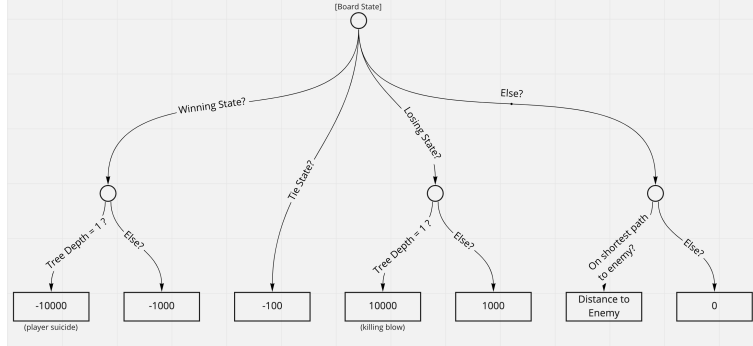 [Board State]
Winning State?
Tie State?
Losing State?
Else?
Tree Depth = 1 ?
Else?
Tree Depth = 1 ?
Else?
On shortest path
to enemy?
Else?
-10000
(player suicide)
-1000
-100
10000
(killing blow)
1000
Distance to
Enemy
0